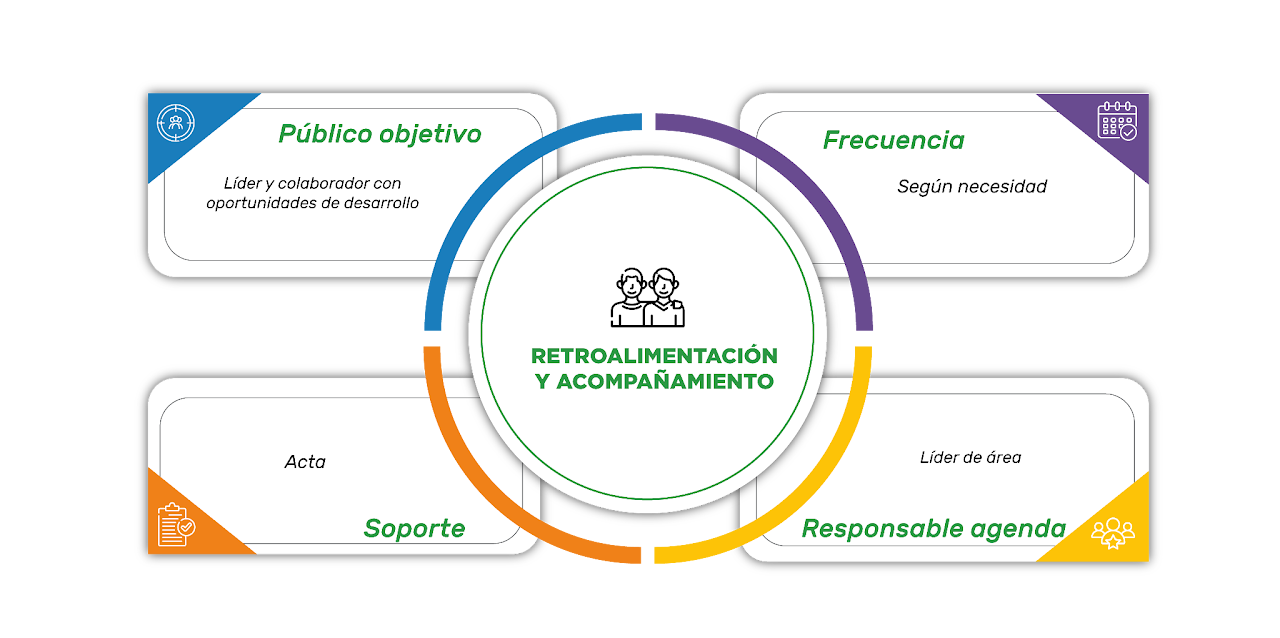 Público objetivo
Líder y colaborador con
oportunidades de desarrollo
Frecuencia
Según necesidad
RETROALIMENTACIÓN
Y ACOMPAÑAMIENTO
Acta
Soporte
Líder de área
Responsable agenda